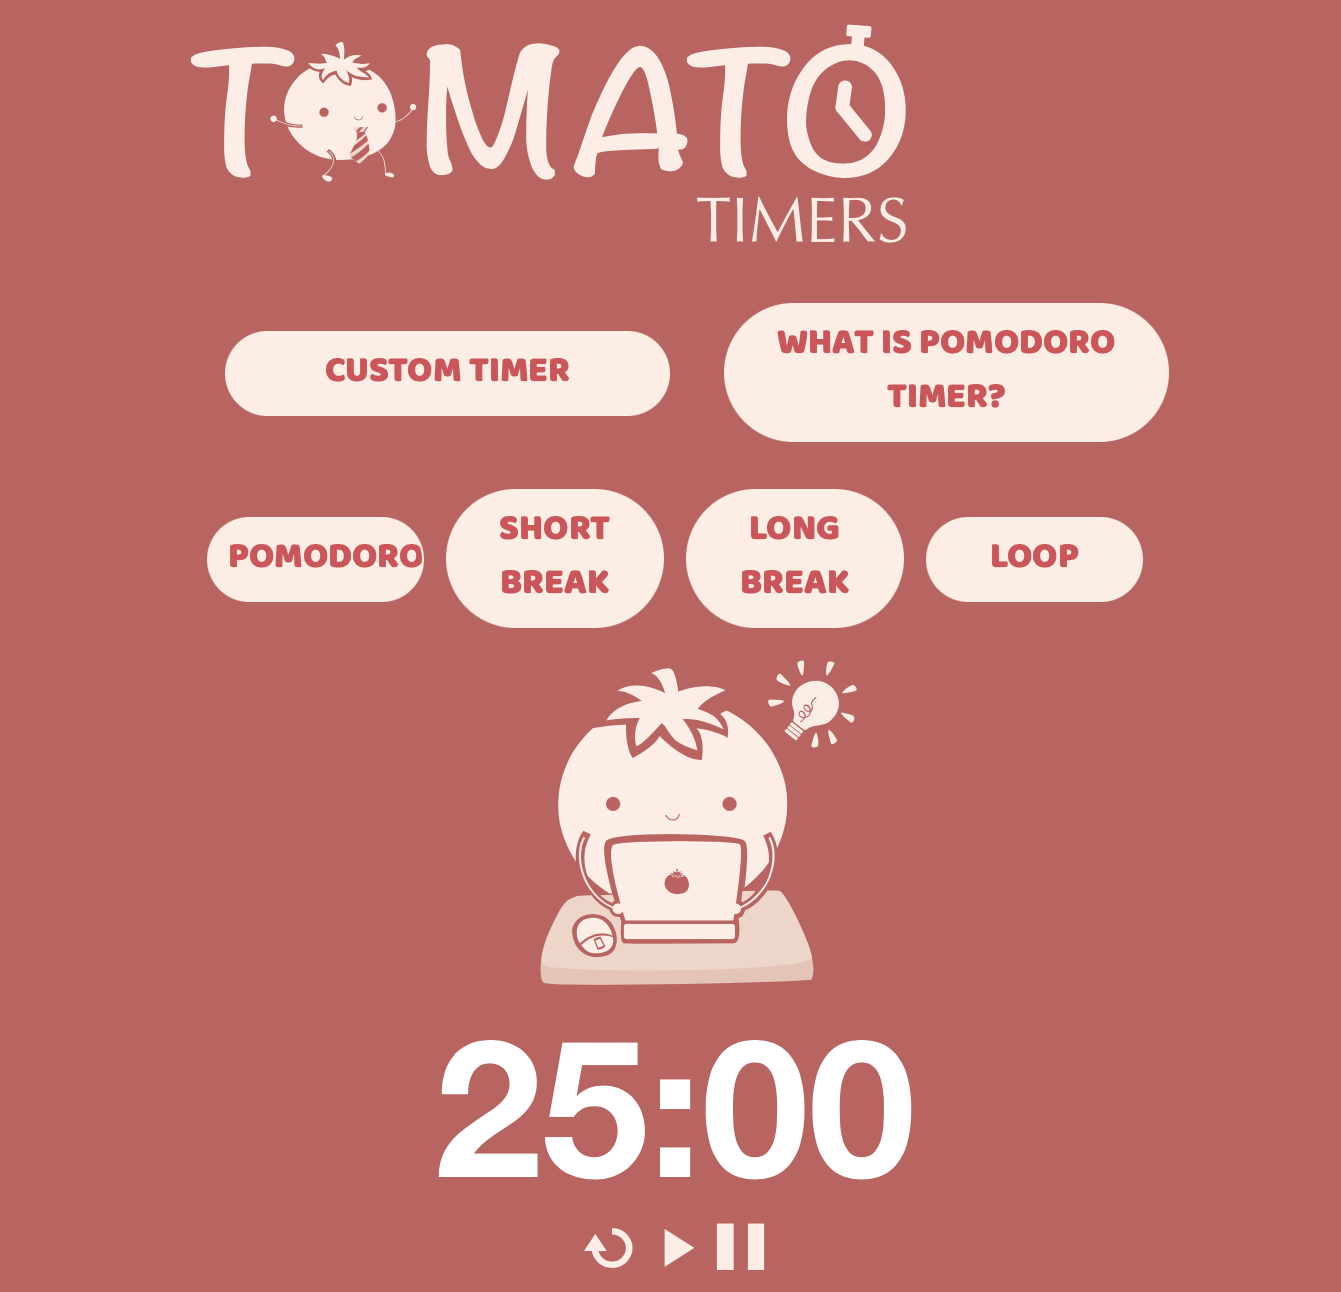 TOMATO
TIMERS
CUSTOM TIMER
WHAT IS POMODORO
TIMER?
POMODORO
SHORT
BREAK
LONG
BREAK
LOOP
25:00